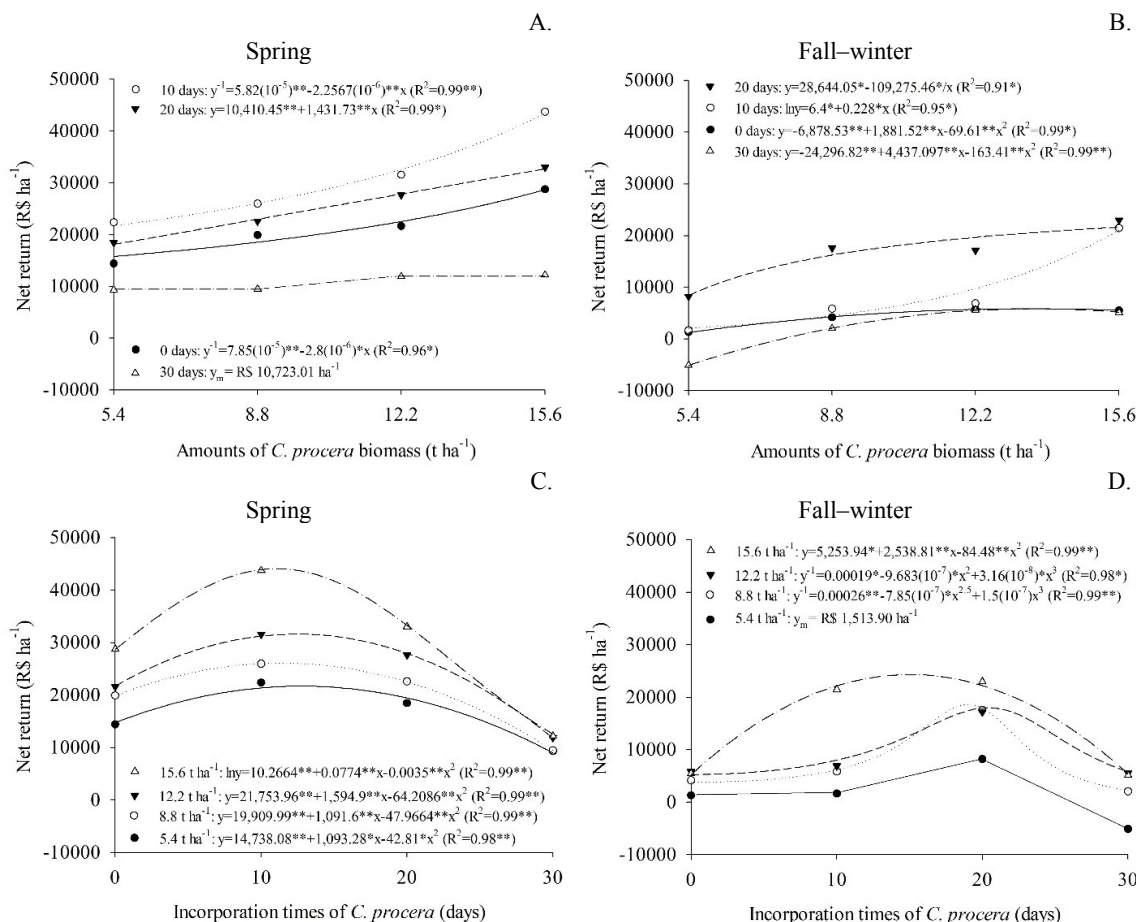 A.
Spring
50000
40000
30000
20000
10000
0
-10000
Net return (R$ ha⁻¹)
10 days: y⁻¹=5.82(10⁻⁵)**-2.2567(10⁻⁶)**x (R²=0.99**)
20 days: y=10,410.45**+1,431.73**x (R²=0.99*)
0 days: y⁻¹=7.85(10⁻⁵)**-2.8(10⁻⁶)*x (R²=0.96*)
30 days: yₘ= R$ 10,723.01 ha⁻¹
5.4 8.8 12.2 15.6
Amounts of C. procera biomass (t ha⁻¹)
B.
Fall–winter
50000
40000
30000
20000
10000
0
-10000
Net return (R$ ha⁻¹)
20 days: y=28,644.05*-109,275.46*/x (R²=0.91*)
10 days: lny=6.4*+0.228*x (R²=0.95*)
0 days: y=-6,878.53**+1,881.52**x-69.61**x² (R²=0.99*)
30 days: y=-24,296.82**+4,437.097**x-163.41**x² (R²=0.99**)
5.4 8.8 12.2 15.6
Amounts of C. procera biomass (t ha⁻¹)
C.
Spring
50000
40000
30000
20000
10000
0
-10000
Net return (R$ ha⁻¹)
15.6 t ha⁻¹: lny=10.2664**+0.0774**x-0.0035**x² (R²=0.99**)
12.2 t ha⁻¹: y=21,753.96**+1,594.9**x-64.2086**x² (R²=0.99**)
8.8 t ha⁻¹: y=19,909.99**+1,091.6**x-47.9664**x² (R²=0.99**)
5.4 t ha⁻¹: y=14,738.08**+1,093.28*x-42.81*x² (R²=0.98**)
0 10 20 30
Incorporation times of C. procera (days)
D.
Fall–winter
50000
40000
30000
20000
10000
0
-10000
Net return (R$ ha⁻¹)
15.6 t ha⁻¹: y=5,253.94*+2,538.81**x-84.48**x² (R²=0.99**)
12.2 t ha⁻¹: y⁻¹=0.00019*-9.683(10⁻⁷)*x²+3.16(10⁻⁸)*x³ (R²=0.98*)
8.8 t ha⁻¹: y⁻¹=0.00026**-7.85(10⁻⁷)*x²·⁵+1.5(10⁻⁷)x³ (R²=0.99**)
5.4 t ha⁻¹: yₘ= R$ 1,513.90 ha⁻¹
0 10 20 30
Incorporation times of C. procera (days)